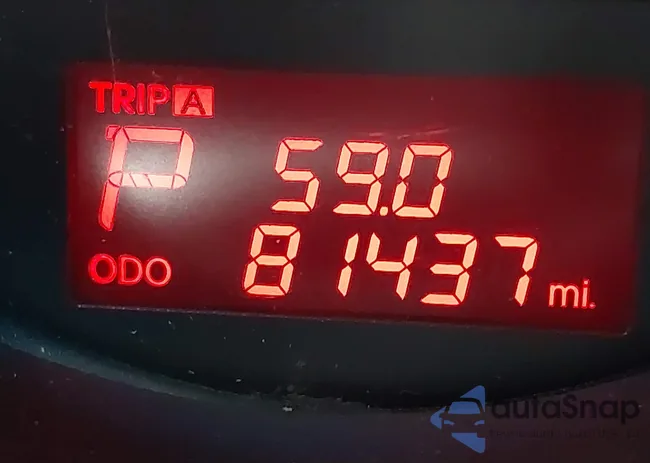 TRIP A
P 59.0
ODO 81437 mi.
autoSnap